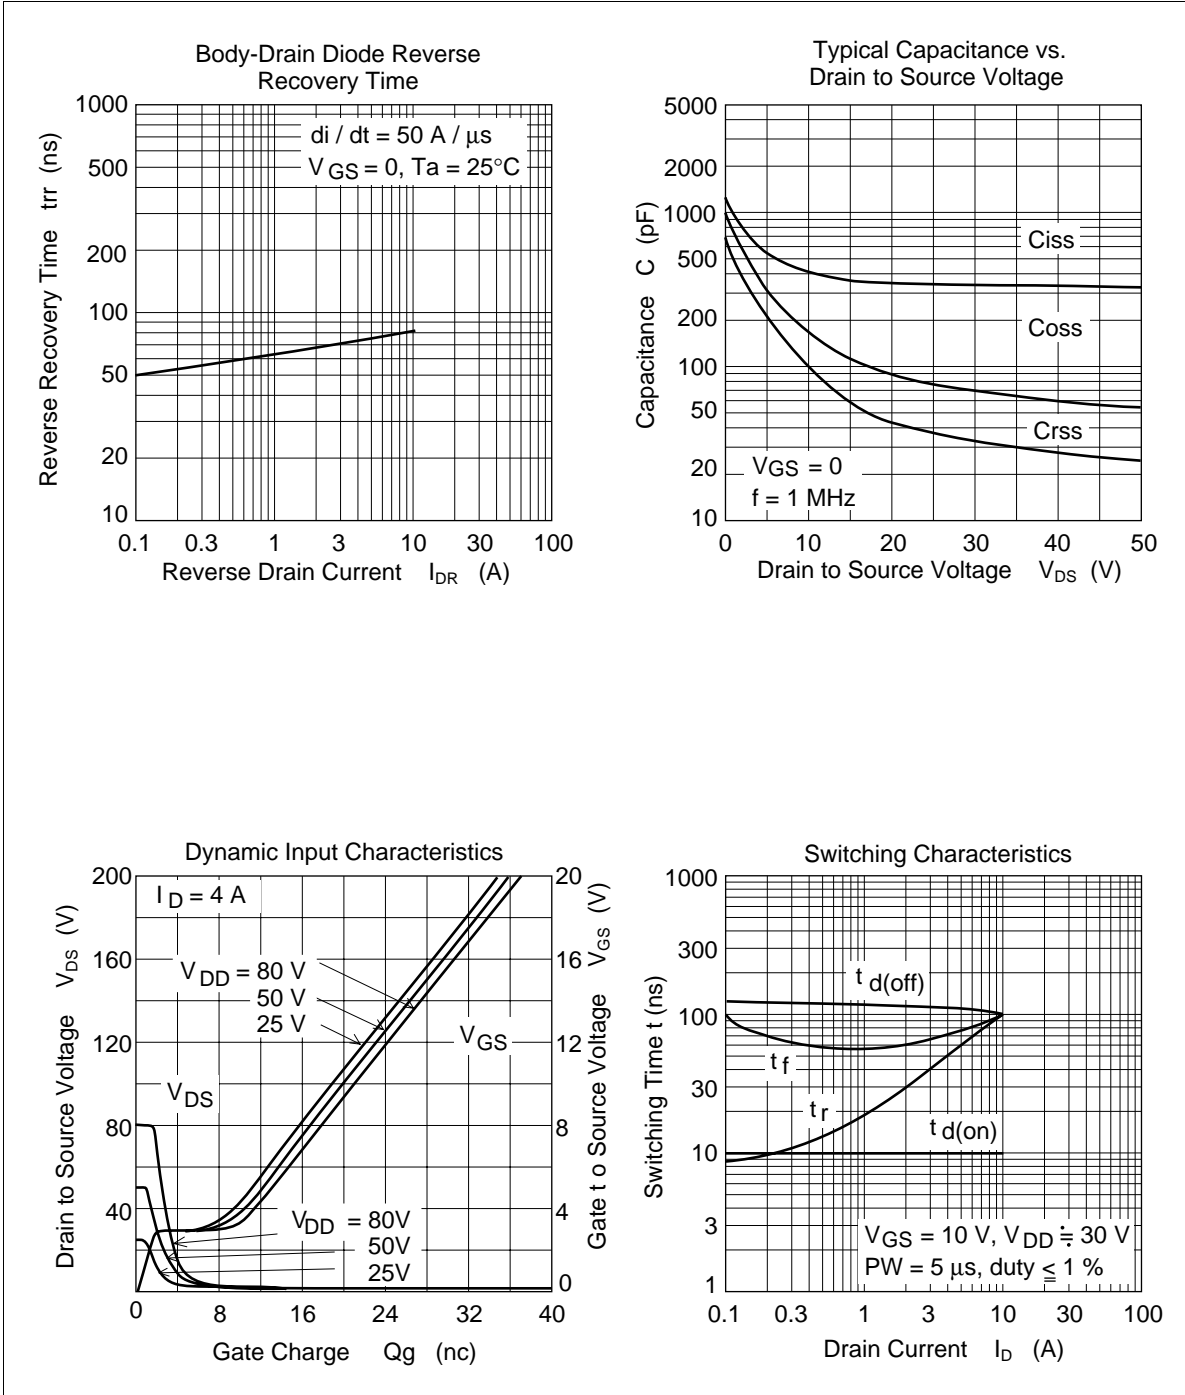 Body-Drain Diode Reverse
Recovery Time
1000
500
200
100
50
20
10
Reverse Recovery Time trr (ns)
di / dt = 50 A / μs
V GS = 0, Ta = 25°C
0.1 0.3 1 3 10 30 100
Reverse Drain Current I DR (A)
Typical Capacitance vs.
Drain to Source Voltage
5000
2000
1000
500
200
100
50
20
10
Capacitance C (pF)
Ciss
Coss
Crss
VGS = 0
f = 1 MHz
0 10 20 30 40 50
Drain to Source Voltage V DS (V)
Dynamic Input Characteristics
200
160
120
80
40
Drain to Source Voltage V DS (V)
I D = 4 A
V DD = 80 V
50 V
25 V
V GS
V DS
V DD = 80V
50V
25V
20
16
12
8
4
0
Gate t o Source Voltage V GS (V)
0 8 16 24 32 40
Gate Charge Qg (nc)
Switching Characteristics
1000
300
100
30
10
3
1
Switching Time t (ns)
t d(off)
t f
t r
t d(on)
V GS = 10 V, V DD ≒ 30 V
PW = 5 μs, duty ≦ 1 %
0.1 0.3 1 3 10 30 100
Drain Current I D (A)